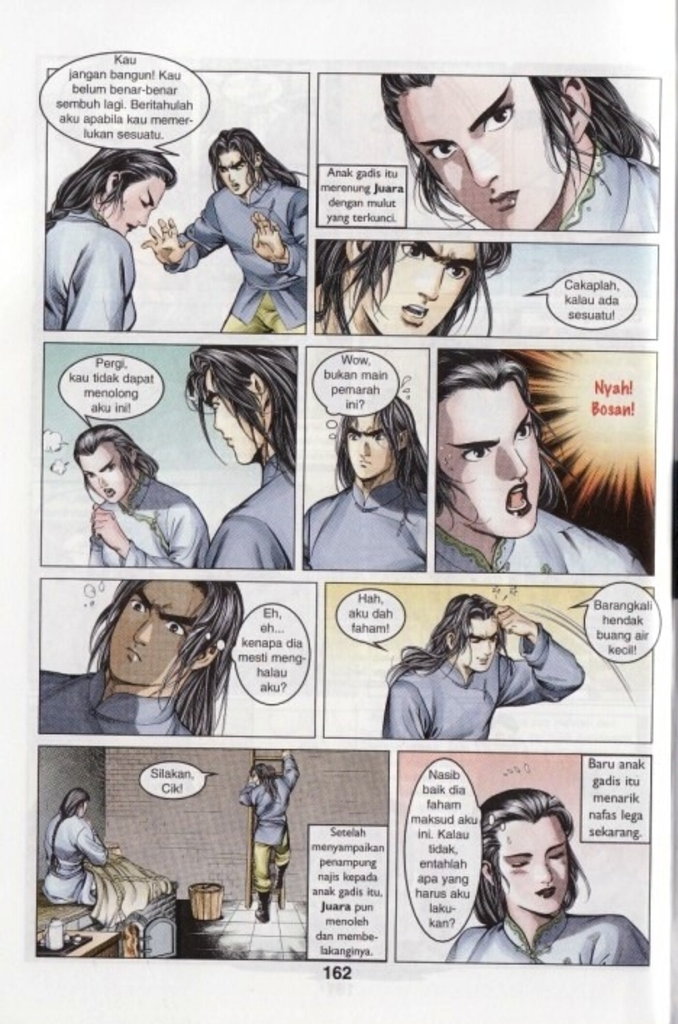 Kau
jangan bangun! Kau
belum benar-benar
sembuh lagi. Beritahulah
aku apabila kau memer-
lukan sesuatu.
Anak gadis itu
merenung Juara
dengan mulut
yang terkunci.
Cakaplah,
kalau ada
sesuatu!
Pergi,
kau tidak dapat
menolong
aku ini!
Wow,
bukan main
pemarah
ini?
Nyah!
Bosan!
Eh,
eh...
kenapa dia
mesti meng-
halau
aku?
Hah,
aku dah
faham!
Barangkali
hendak
buang air
kecil!
Silakan,
Cik!
Setelah
menyampaikan
penampung
najis kepada
anak gadis itu,
Juara pun
menoleh
dan membe-
lakanginya.
Nasib
baik dia
faham
maksud aku
ini. Kalau
tidak,
entahlah
apa yang
harus aku
laku-
kan?
Baru anak
gadis itu
menarik
nafas lega
sekarang.
162